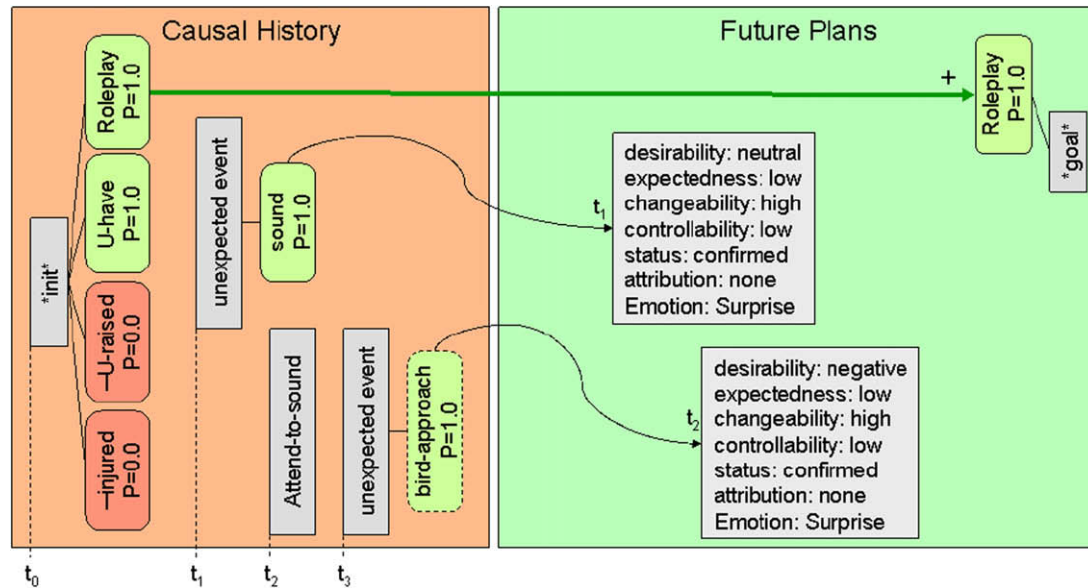 Causal History
Future Plans
Roleplay
P=1.0
U-have
P=1.0
¬U-raised
P=0.0
¬injured
P=0.0
*init*
unexpected event
sound
P=1.0
Attend-to-sound
unexpected event
bird-approach
P=1.0
+
Roleplay
P=1.0
*goal*
t1
desirability: neutral
expectedness: low
changeability: high
controllability: low
status: confirmed
attribution: none
Emotion: Surprise
t2
desirability: negative
expectedness: low
changeability: high
controllability: low
status: confirmed
attribution: none
Emotion: Surprise
t0
t1
t2
t3